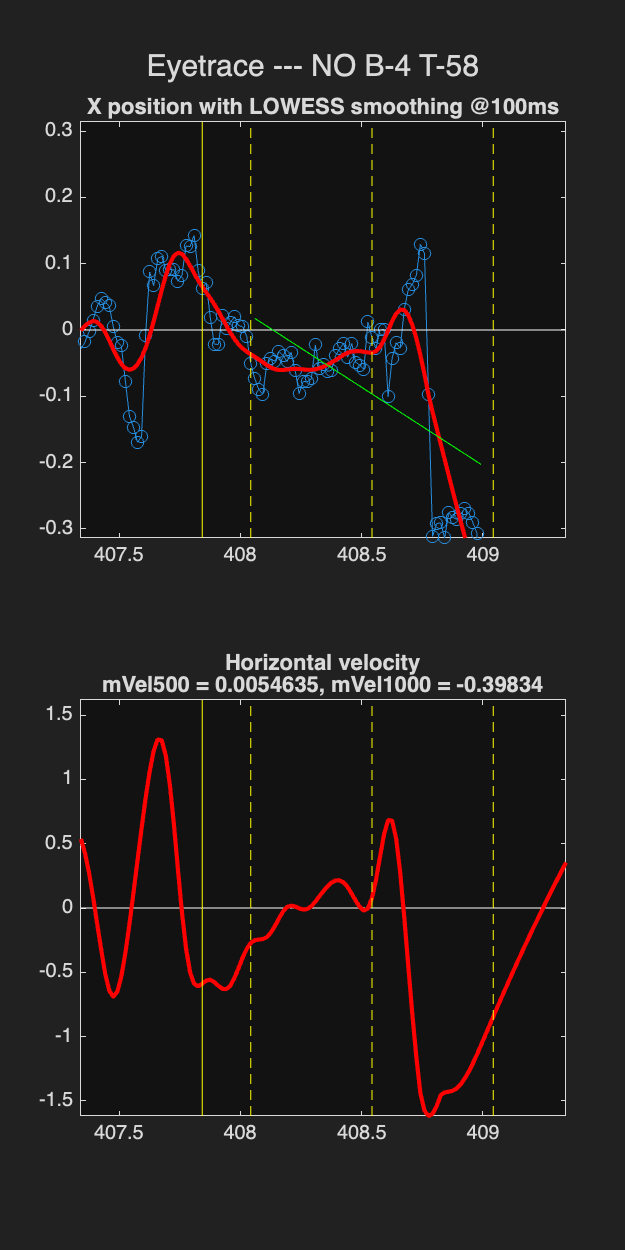 Eyetrace --- NO B-4 T-58
X position with LOWESS smoothing @100ms
0.3
0.2
0.1
0
-0.1
-0.2
-0.3
407.5 408 408.5 409
Horizontal velocity
mVel500 = 0.0054635, mVel1000 = -0.39834
1.5
1
0.5
0
-0.5
-1
-1.5
407.5 408 408.5 409